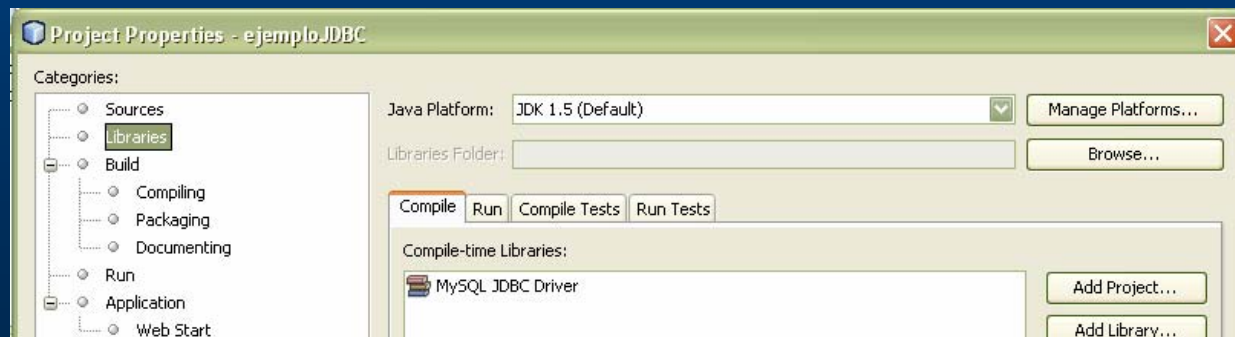 Project Properties - ejemploJDBC
Categories:
Sources
Libraries
Build
Compiling
Packaging
Documenting
Run
Application
Web Start
Java Platform: JDK 1.5 (Default) Manage Platforms...
Libraries Folder: Browse...
Compile Run Compile Tests Run Tests
Compile-time Libraries:
MySQL JDBC Driver
Add Project...
Add Library...